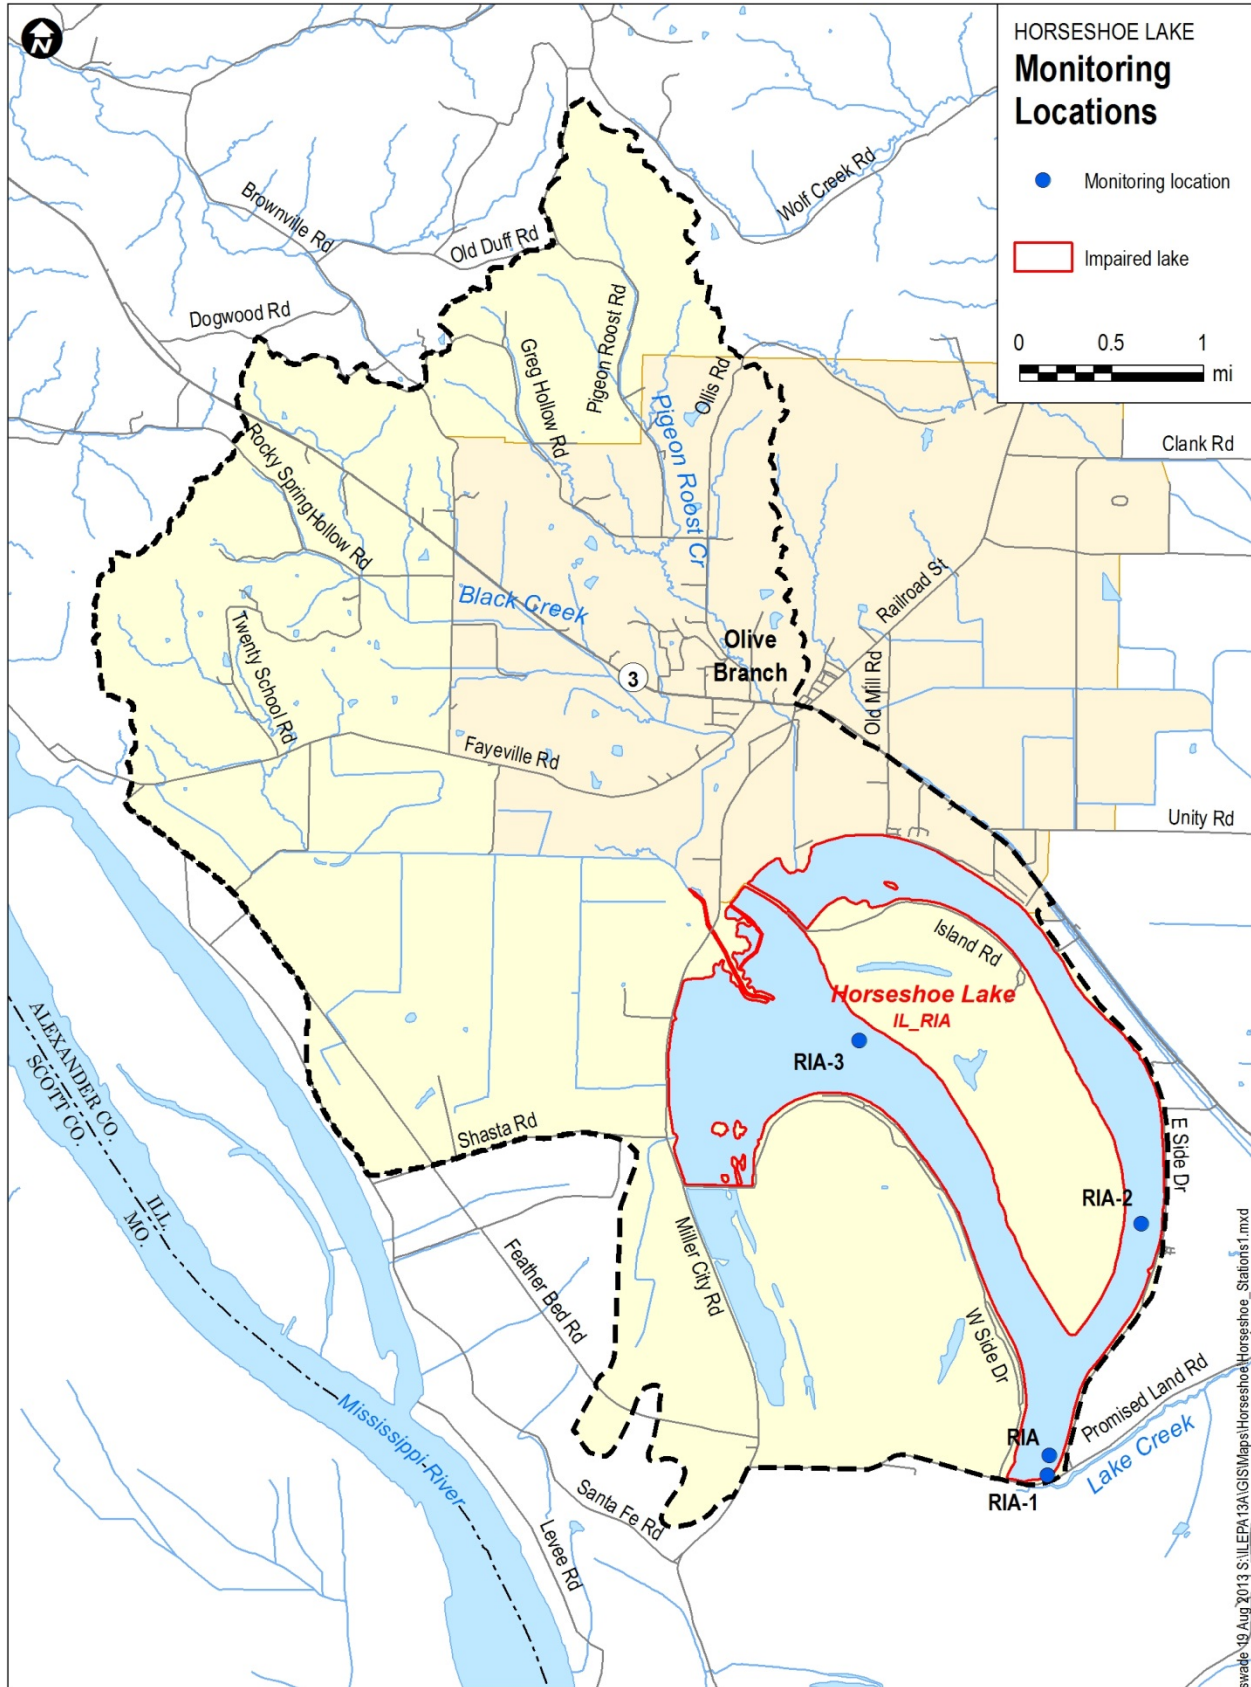 N
HORSESHOE LAKE
Monitoring
Locations
Monitoring location
Impaired lake
0 0.5 1
mi
Wolf Creek Rd
Brownville Rd
Old Duff Rd
Dogwood Rd
Pigeon Roost Rd
Greg Hollow Rd
Ollis Rd
Pigeon Roost Cr
Clank Rd
Rocky Spring Hollow Rd
Black Creek
Railroad St
Twenty School Rd
Olive
Branch
3
Old Mill Rd
Fayeville Rd
Unity Rd
Island Rd
Horseshoe Lake
IL_RIA
RIA-3
ALEXANDER CO.
SCOTT CO.
Shasta Rd
E Side Dr
RIA-2
ILL.
MO.
Miller City Rd
Feather Bed Rd
W Side Dr
Promised Land Rd
Mississippi River
RIA
Lake Creek
RIA-1
Santa Fe Rd
Levee Rd
swade 19 Aug 2013 S:\ILEPA13A\GIS\Maps\Horseshoe\Horseshoe_Stations1.mxd